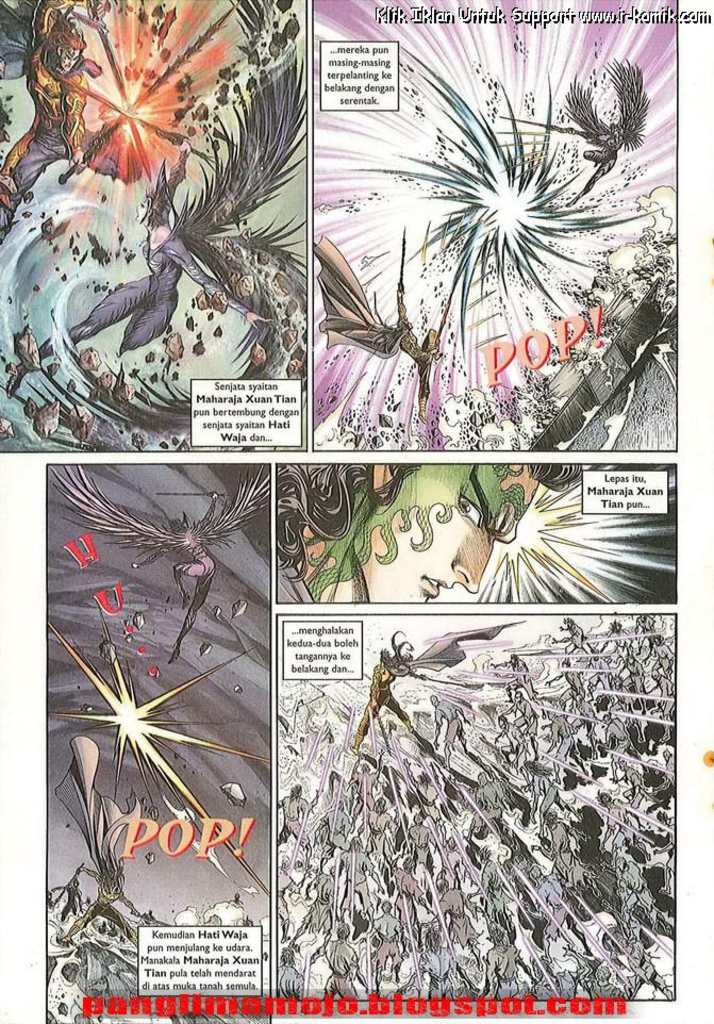 Klik Iklan Untuk Support www.i-komik.com
Senjata syaitan
Maharaja Xuan Tian
pun bertembung dengan
senjata syaitan Hati
Waja dan...
...mereka pun
masing-masing
terpelanting ke
belakang dengan
serentak.
POP!
HU...
POP!
Kemudian Hati Waja
pun menjulang ke udara.
Manakala Maharaja Xuan
Tian pula telah mendarat
di atas muka tanah semula.
Lepas itu,
Maharaja Xuan
Tian pun...
...menghalakan
kedua-dua boleh
tangannya ke
belakang dan...
panglimamojo.blogspot.com